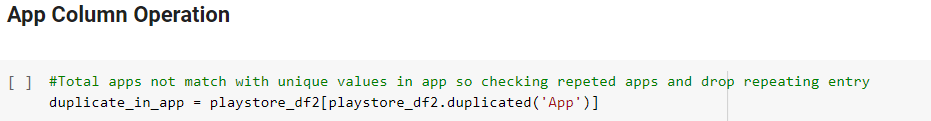 App Column Operation
[ ] #Total apps not match with unique values in app so checking repeted apps and drop repeating entry
duplicate_in_app = playstore_df2[playstore_df2.duplicated('App')]